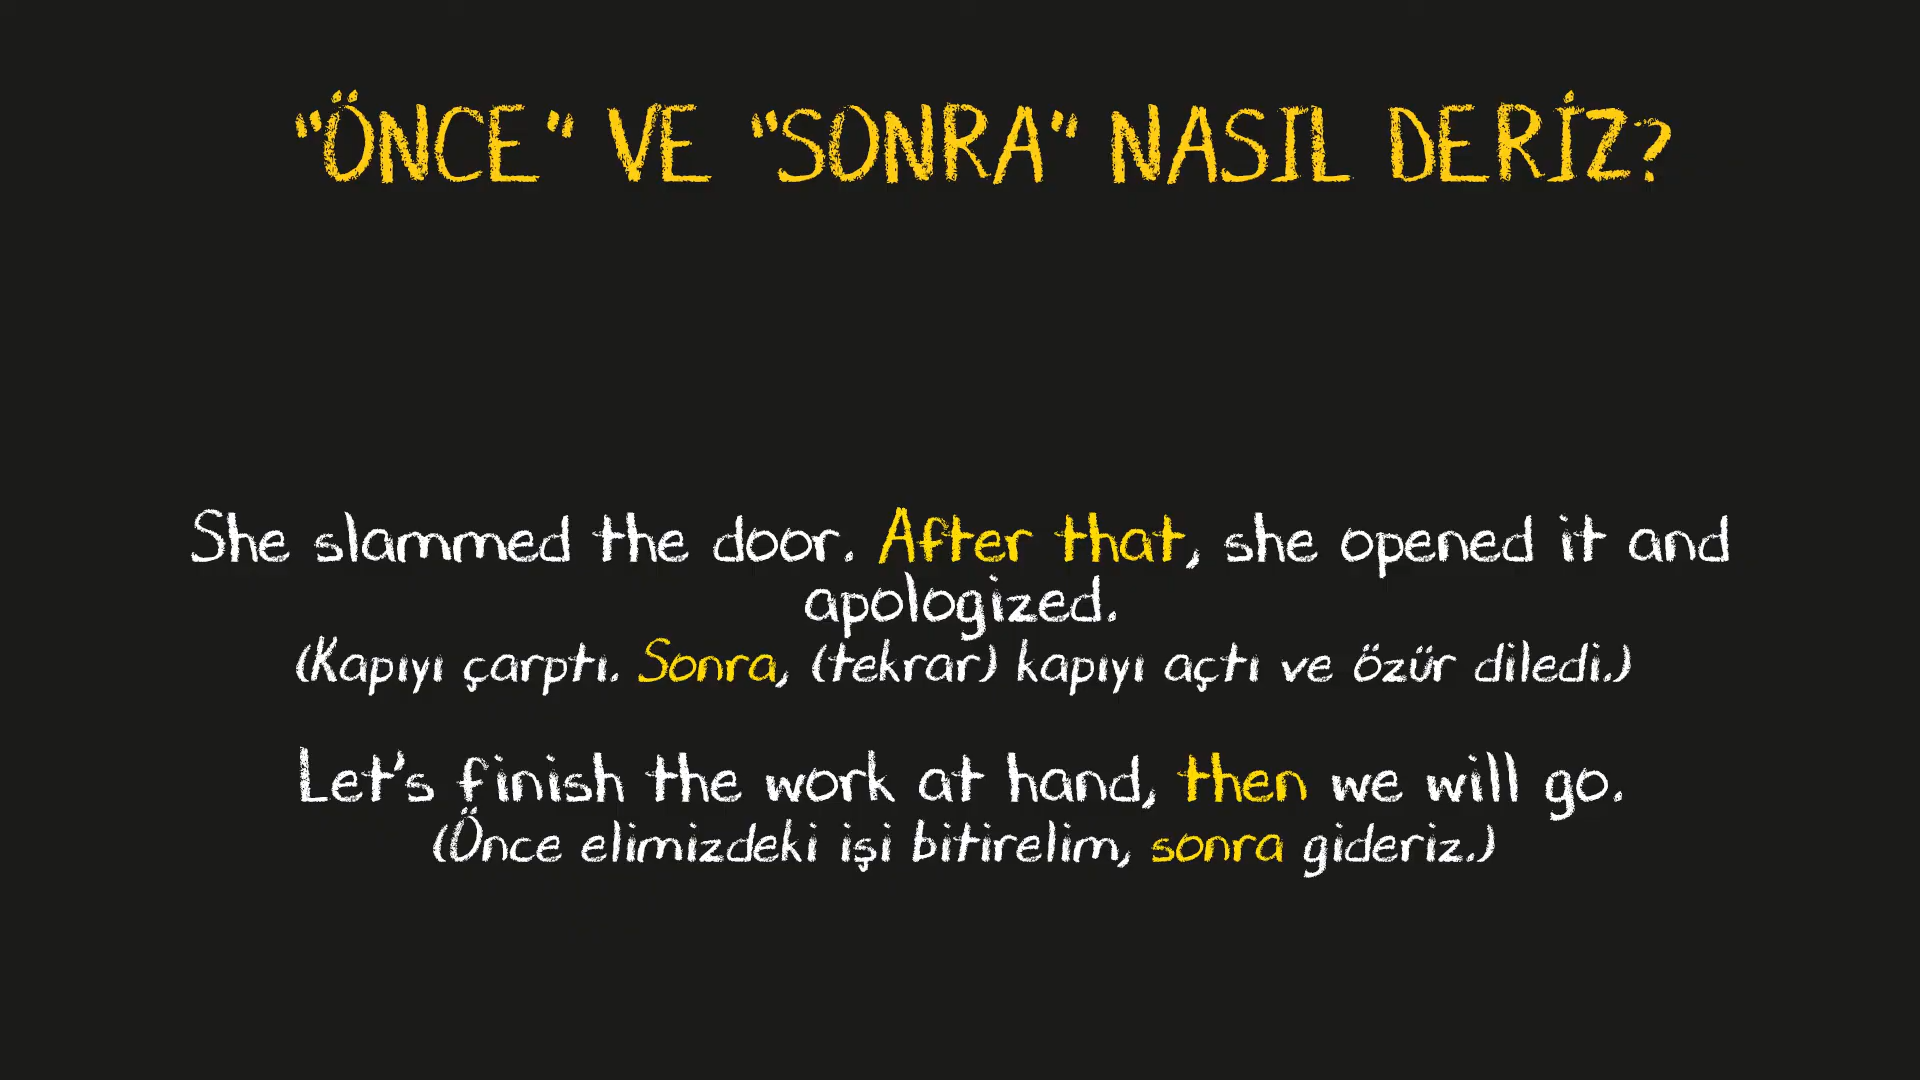 "ÖNCE" VE "SONRA" NASIL DERİZ?
She slammed the door. After that, she opened it and
apologized.
(Kapıyı çarptı. Sonra, (tekrar) kapıyı açtı ve özür diledi.)
Let's finish the work at hand, then we will go.
(Önce elimizdeki işi bitirelim, sonra gideriz.)